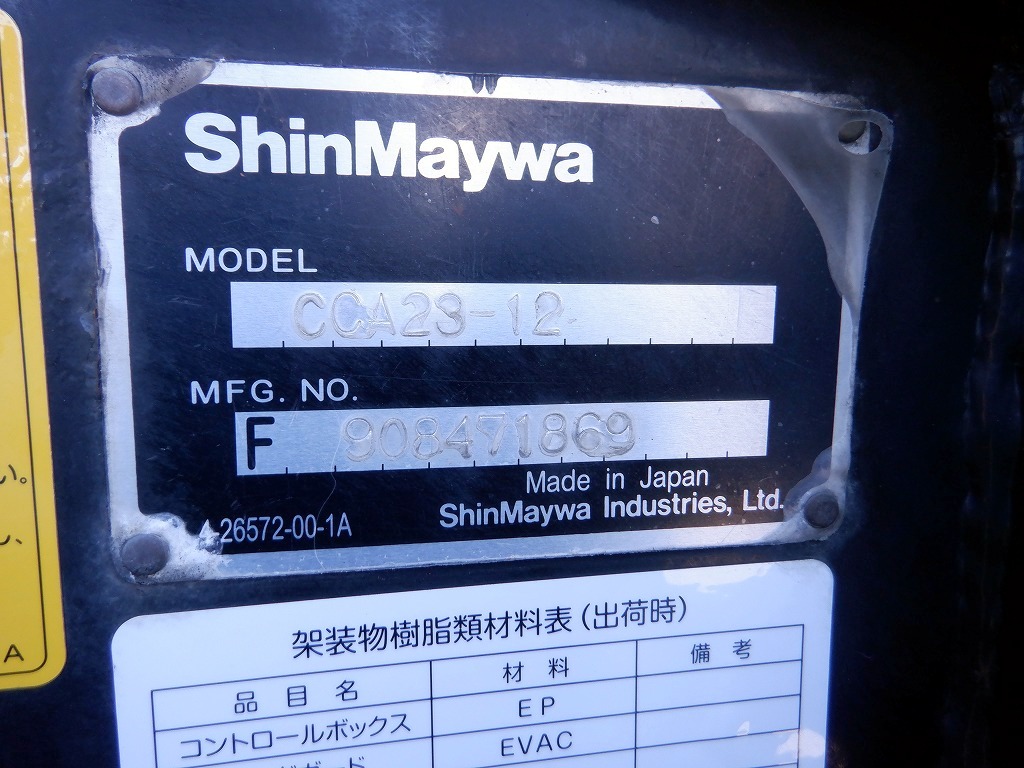 ShinMaywa
MODEL
CCA23-12
MFG. NO.
F 908471869
Made in Japan
ShinMaywa Industries, Ltd.
26572-00-1A
い。
し、
A
架装物樹脂類材料表(出荷時)
品目名 材料 備考
コントロールボックス EP
EVAC